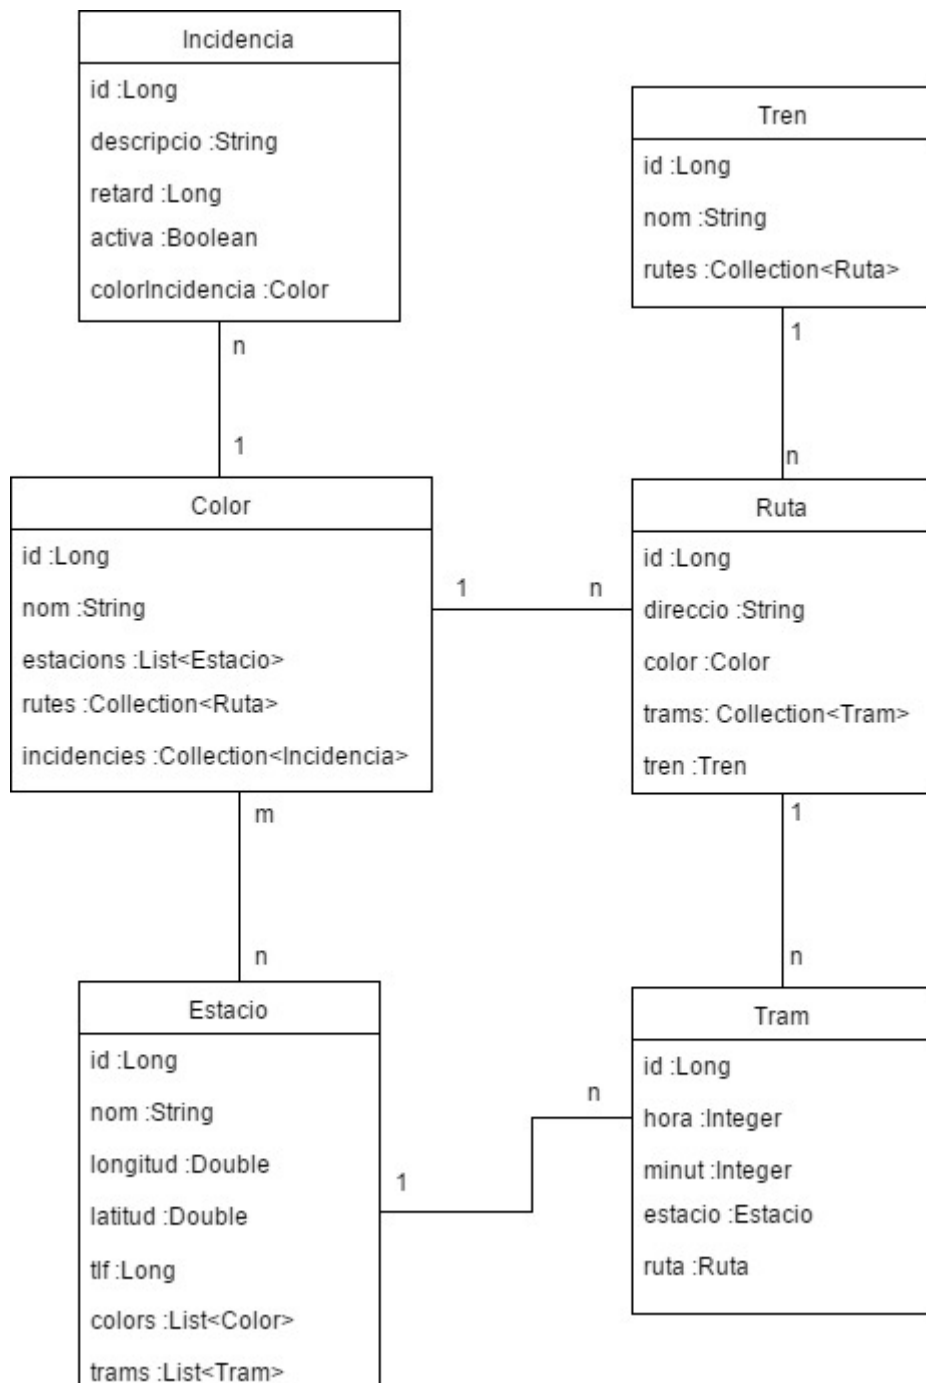 Incidencia
id :Long
descripcio :String
retard :Long
activa :Boolean
colorIncidencia :Color
Tren
id :Long
nom :String
rutes :Collection<Ruta>
n
1
1
n
Color
id :Long
nom :String
estacions :List<Estacio>
rutes :Collection<Ruta>
incidencies :Collection<Incidencia>
1
n
Ruta
id :Long
direccio :String
color :Color
trams: Collection<Tram>
tren :Tren
m
n
1
n
Estacio
id :Long
nom :String
longitud :Double
latitud :Double
tlf :Long
colors :List<Color>
trams :List<Tram>
1
n
Tram
id :Long
hora :Integer
minut :Integer
estacio :Estacio
ruta :Ruta